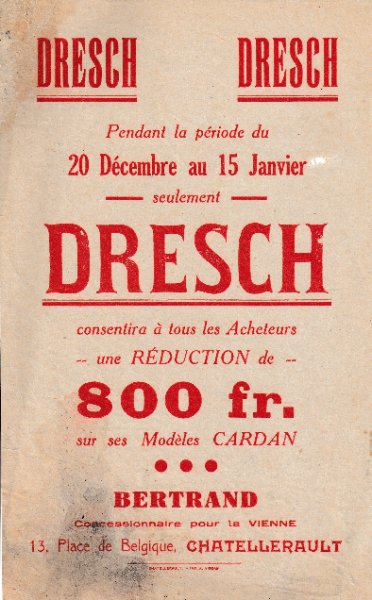 DRESCH DRESCH
Pendant la période du
20 Décembre au 15 Janvier
seulement
DRESCH
consentira à tous les Acheteurs
-- une RÉDUCTION de --
800 fr.
sur ses Modèles CARDAN
BERTRAND
Concessionnaire pour la VIENNE
13, Place de Belgique, CHATELLERAULT